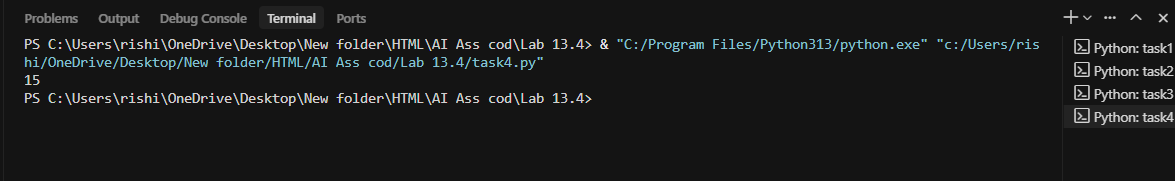 Problems Output Debug Console Terminal Ports
PS C:\Users\rishi\OneDrive\Desktop\New folder\HTML\AI Ass cod\Lab 13.4> & "C:/Program Files/Python313/python.exe" "c:/Users/ris
hi/OneDrive/Desktop/New folder/HTML/AI Ass cod/Lab 13.4/task4.py"
15
PS C:\Users\rishi\OneDrive\Desktop\New folder\HTML\AI Ass cod\Lab 13.4>
Python: task1
Python: task2
Python: task3
Python: task4